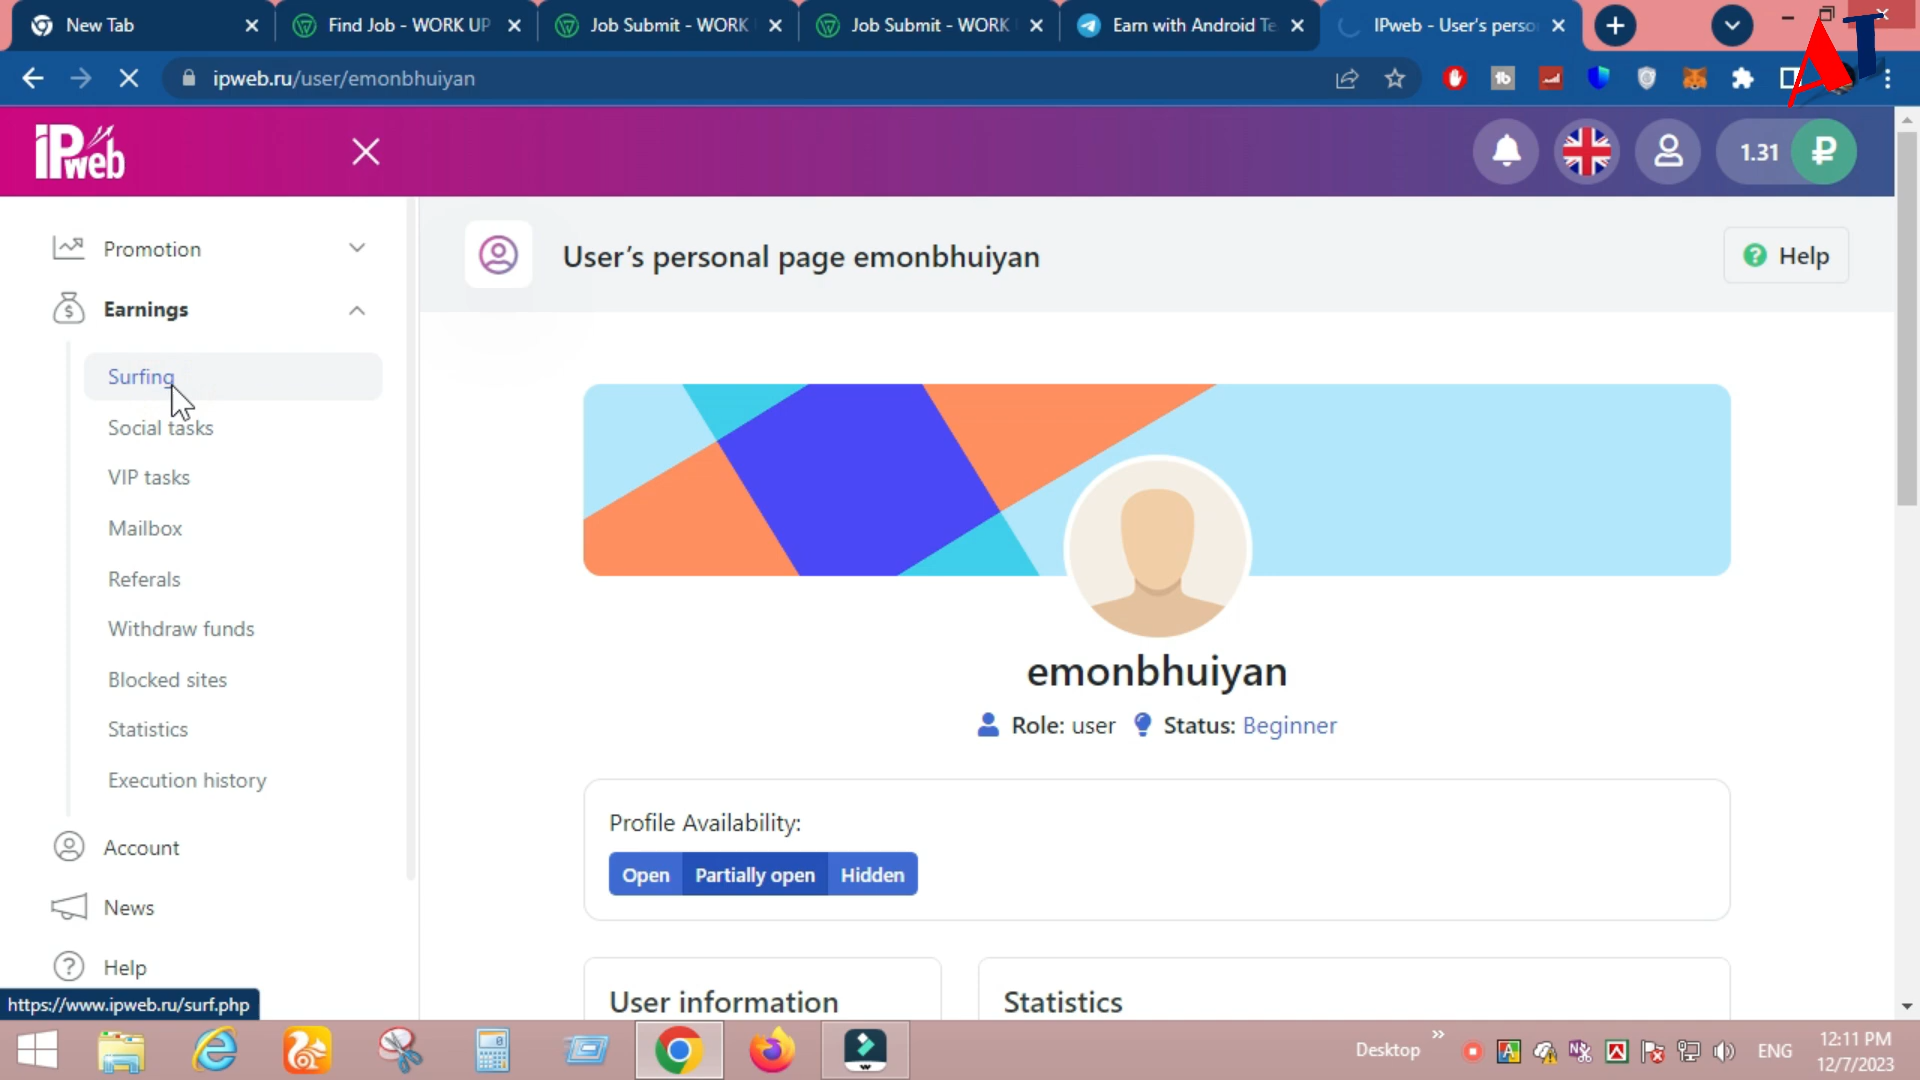 New Tab
Find Job - WORK UP
Job Submit - WORK
Job Submit - WORK
Earn with Android Te
IPweb - User's perso
ipweb.ru/user/emonbhuiyan
AT
iPweb
1.31 ₽
Promotion
User's personal page emonbhuiyan
Help
Earnings
Surfing
Social tasks
VIP tasks
Mailbox
Referals
Withdraw funds
Blocked sites
Statistics
Execution history
Account
News
Help
emonbhuiyan
Role: user Status: Beginner
Profile Availability:
Open Partially open Hidden
User information
Statistics
https://www.ipweb.ru/surf.php
Desktop
ENG
12:11 PM
12/7/2023